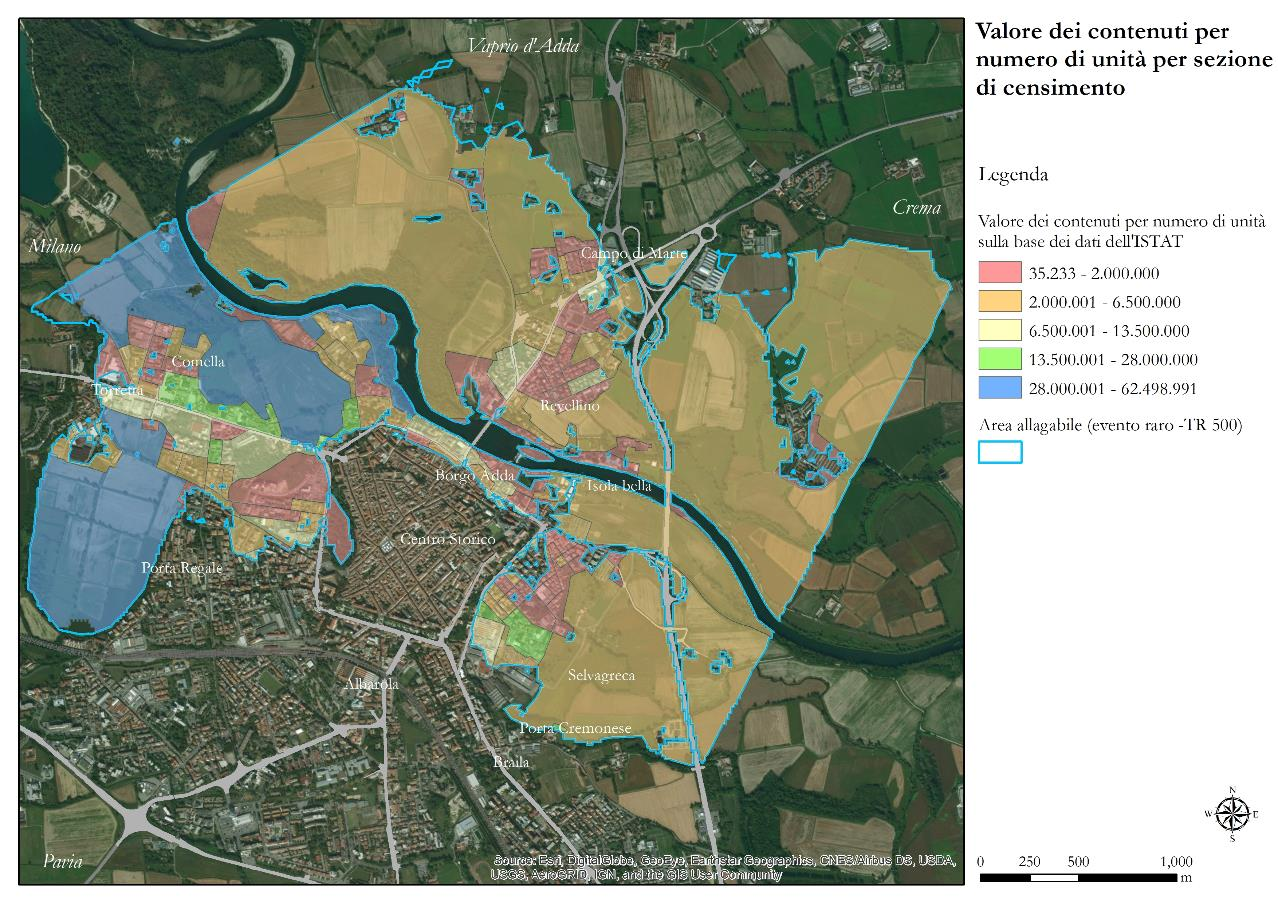 Valore dei contenuti per
numero di unità per sezione
di censimento
Legenda
Valore dei contenuti per numero di unità
sulla base dei dati dell'ISTAT
35.233 - 2.000.000
2.000.001 - 6.500.000
6.500.001 - 13.500.000
13.500.001 - 28.000.000
28.000.001 - 62.498.991
Area allagabile (evento raro -TR 500)
Vaprio d'Adda
Crema
Milano
Campo di Marte
Comella
Torretta
Revellino
Borgo Adda
Isola bella
Centro Storico
Porta Regale
Selvagreca
Albarola
Porta Cremonese
Braila
Pavia
Source: Esri, DigitalGlobe, GeoEye, Earthstar Geographics, CNES/Airbus DS, USDA,
USGS, AeroGRID, IGN, and the GIS User Community
N
W E
S
0 250 500 1,000
m